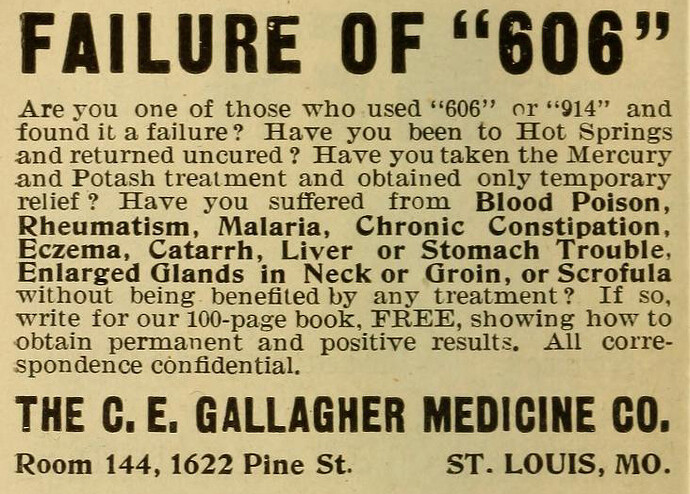 FAILURE OF “606”
Are you one of those who used “606” or “914” and
found it a failure? Have you been to Hot Springs
and returned uncured? Have you taken the Mercury
and Potash treatment and obtained only temporary
relief? Have you suffered from Blood Poison,
Rheumatism, Malaria, Chronic Constipation,
Eczema, Catarrh, Liver or Stomach Trouble,
Enlarged Glands in Neck or Groin, or Scrofula
without being benefited by any treatment? If so,
write for our 100-page book, FREE, showing how to
obtain permanent and positive results. All corre-
spondence confidential.
THE C. E. GALLAGHER MEDICINE CO.
Room 144, 1622 Pine St. ST. LOUIS, MO.